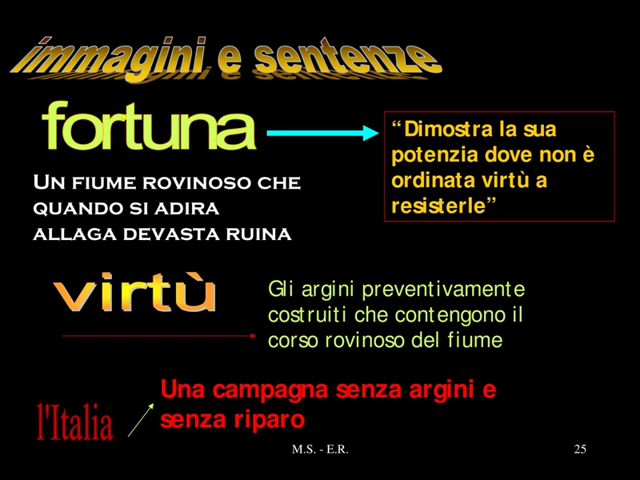 immagini e sentenze
fortuna
“Dimostra la sua
potenzia dove non è
ordinata virtù a
resisterle”
UN FIUME ROVINOSO CHE
QUANDO SI ADIRA
ALLAGA DEVASTA RUINA
virtù
Gli argini preventivamente
costruiti che contengono il
corso rovinoso del fiume
l'Italia
Una campagna senza argini e
senza riparo
M.S. - E.R.
25